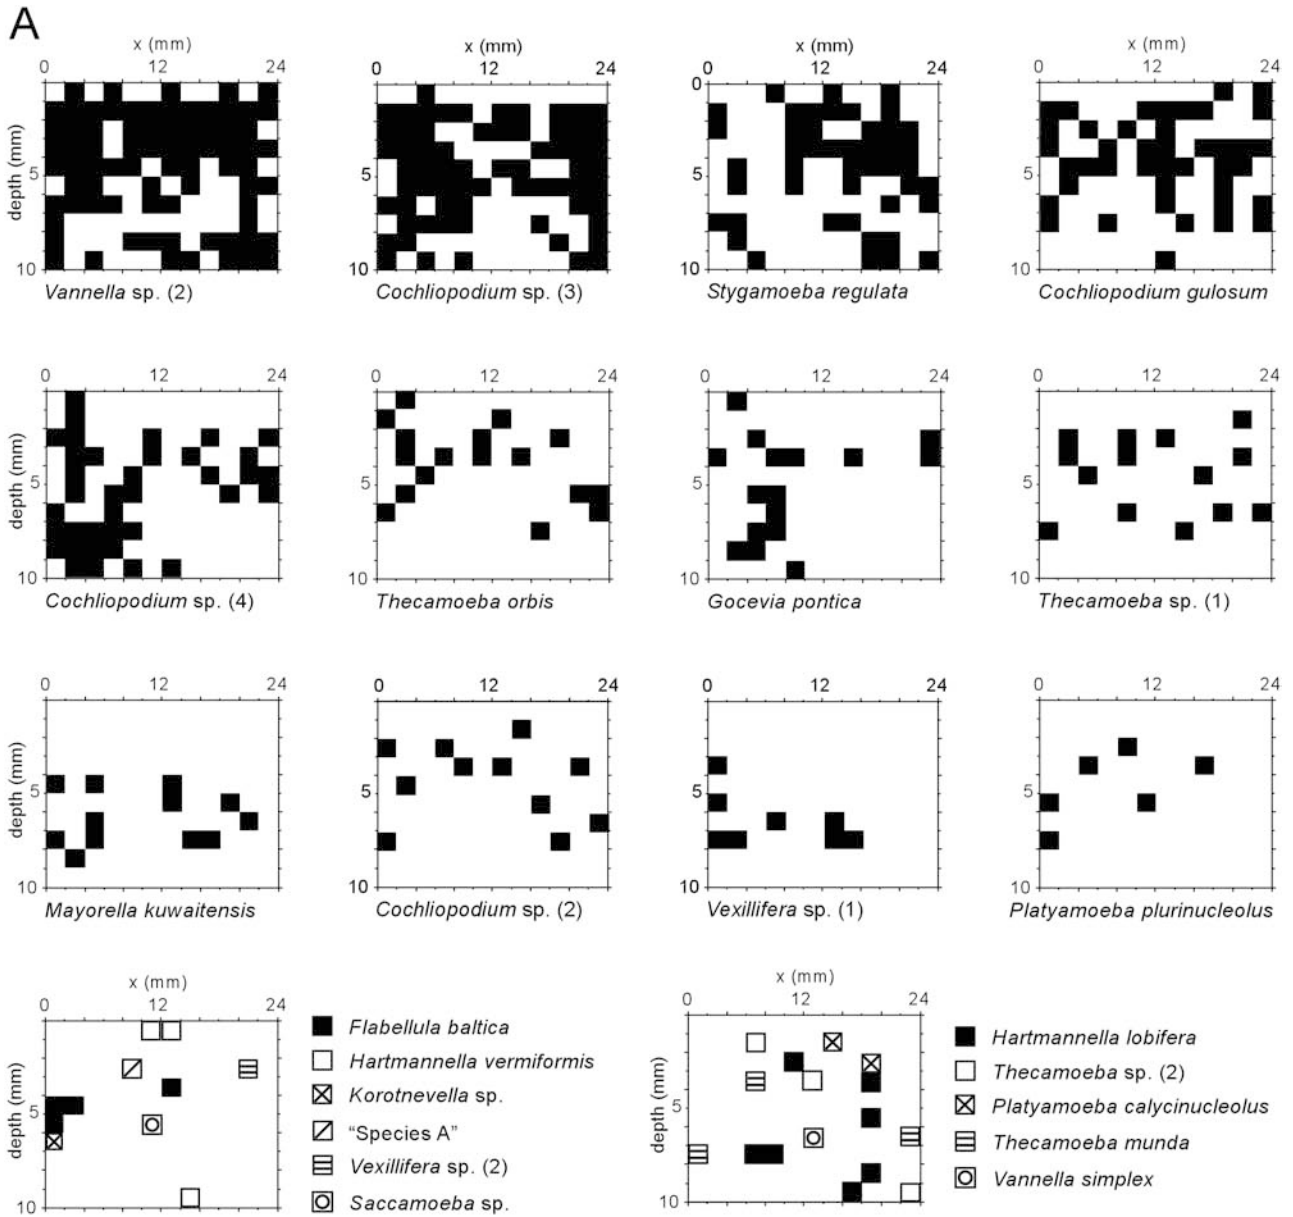 A
x (mm) x (mm) x (mm) x (mm)
0 12 24 0 12 24 0 12 24 0 12 24
depth (mm)
5 5 5 5
10 10 10 10
Vannella sp. (2) Cochliopodium sp. (3) Stygamoeba regulata Cochliopodium gulosum
0 12 24 0 12 24 0 12 24 0 12 24
depth (mm)
5 5 5 5
10 10 10 10
Cochliopodium sp. (4) Thecamoeba orbis Gocevia pontica Thecamoeba sp. (1)
0 12 24 0 12 24 0 12 24 0 12 24
depth (mm)
5 5 5 5
10 10 10 10
Mayorella kuwaitensis Cochliopodium sp. (2) Vexillifera sp. (1) Platyamoeba plurinucleolus
x (mm)
0 12 24
depth (mm)
5
10
Flabellula baltica
Hartmannella vermiformis
Korotnevella sp.
“Species A”
Vexillifera sp. (2)
Saccamoeba sp.
x (mm)
0 12 24
depth (mm)
5
10
Hartmannella lobifera
Thecamoeba sp. (2)
Platyamoeba calycinucleolus
Thecamoeba munda
Vannella simplex